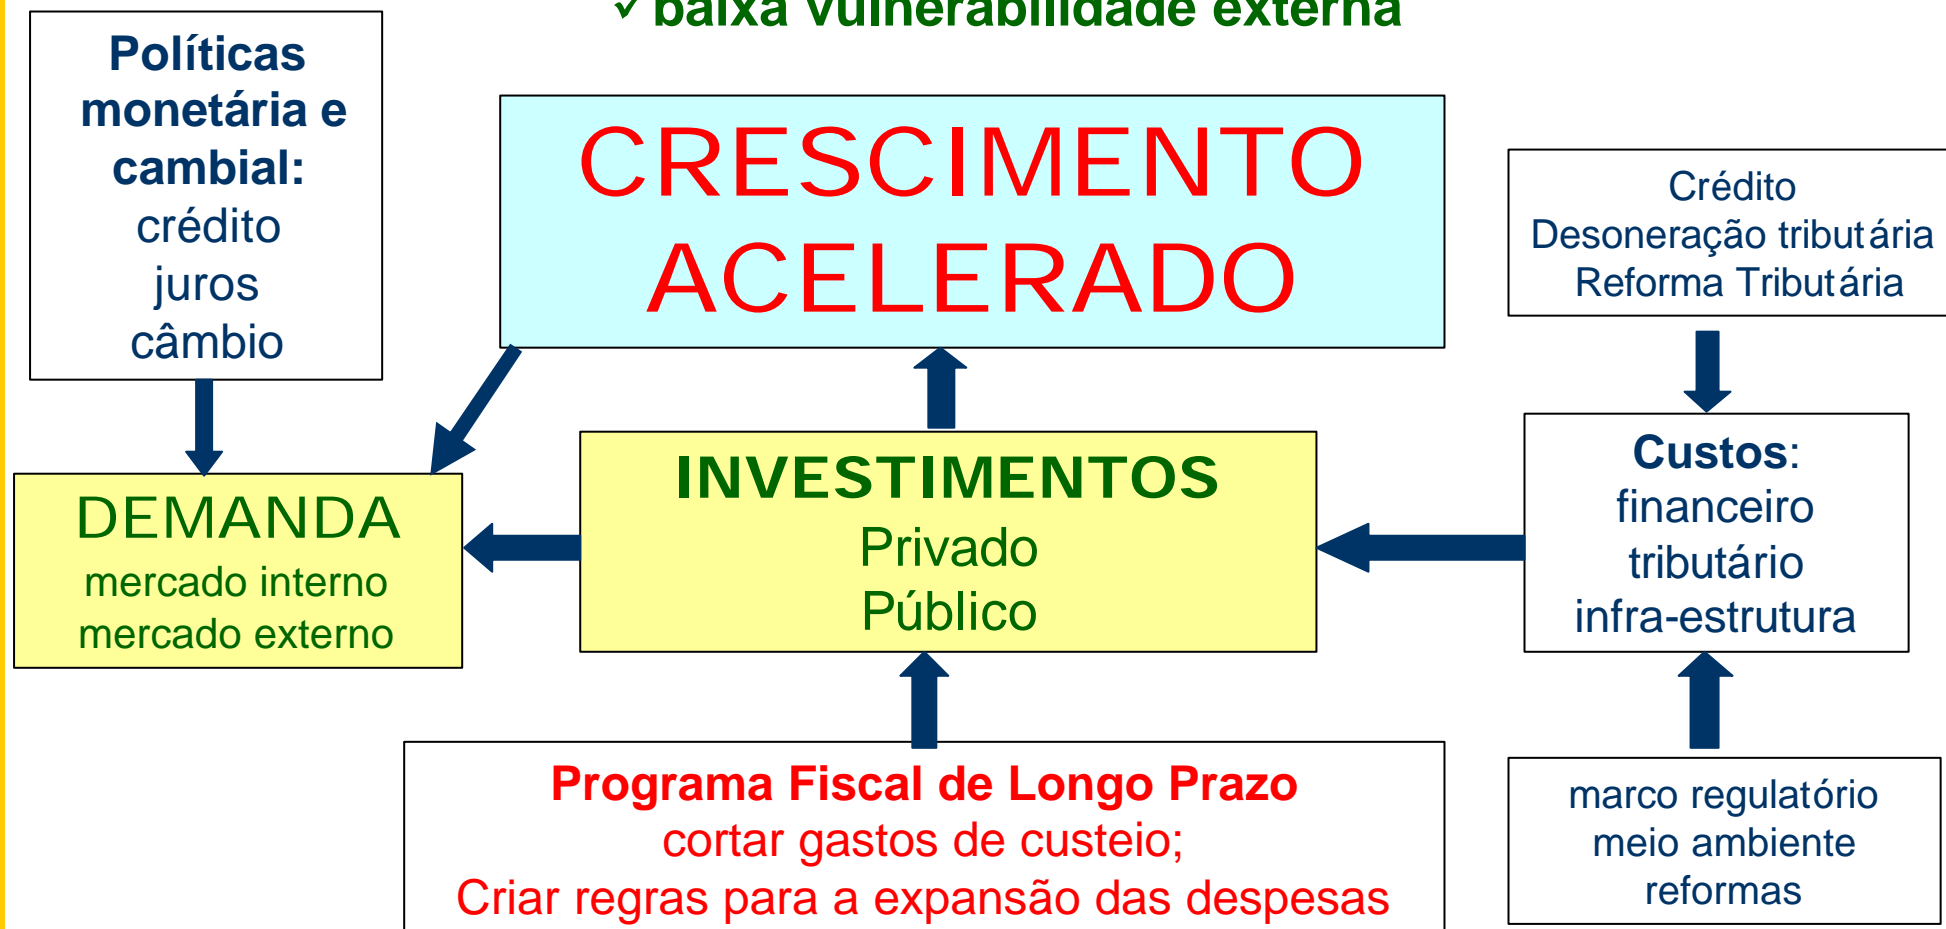 ✓baixa vulnerabilidade externa
Políticas
monetária e
cambial:
crédito
juros
câmbio
CRESCIMENTO
ACELERADO
Crédito
Desoneração tributária
Reforma Tributária
DEMANDA
mercado interno
mercado externo
INVESTIMENTOS
Privado
Público
Custos:
financeiro
tributário
infra-estrutura
Programa Fiscal de Longo Prazo
cortar gastos de custeio;
Criar regras para a expansão das despesas
marco regulatório
meio ambiente
reformas